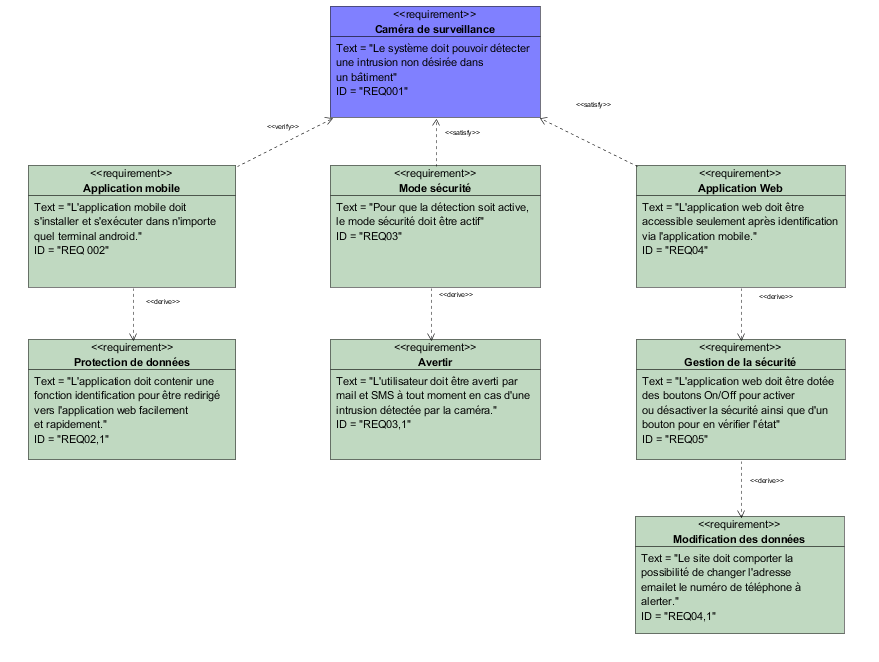 <<requirement>>
Caméra de surveillance
Text = "Le système doit pouvoir détecter
une intrusion non désirée dans
un bâtiment"
ID = "REQ001"
<<verify>>
<<satisfy>>
<<satisfy>>
<<requirement>>
Application mobile
Text = "L'application mobile doit
s'installer et s'exécuter dans n'importe
quel terminal android."
ID = "REQ 002"
<<requirement>>
Mode sécurité
Text = "Pour que la détection soit active,
le mode sécurité doit être actif"
ID = "REQ03"
<<requirement>>
Application Web
Text = "L'application web doit être
accessible seulement après identification
via l'application mobile."
ID = "REQ04"
<<derive>>
<<derive>>
<<derive>>
<<requirement>>
Protection de données
Text = "L'application doit contenir une
fonction identification pour être redirigé
vers l'application web facilement
et rapidement."
ID = "REQ02,1"
<<requirement>>
Avertir
Text = "L'utilisateur doit être averti par
mail et SMS à tout moment en cas d'une
intrusion détectée par la caméra."
ID = "REQ03,1"
<<requirement>>
Gestion de la sécurité
Text = "L'application web doit être dotée
des boutons On/Off pour activer
ou désactiver la sécurité ainsi que d'un
bouton pour en vérifier l'état"
ID = "REQ05"
<<derive>>
<<requirement>>
Modification des données
Text = "Le site doit comporter la
possibilité de changer l'adresse
emailet le numéro de téléphone à
alerter."
ID = "REQ04,1"